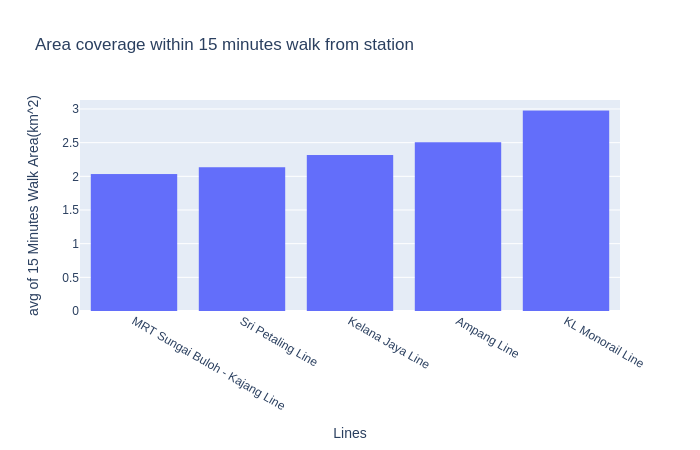 Area coverage within 15 minutes walk from station
avg of 15 Minutes Walk Area(km^2)
3
2.5
2
1.5
1
0.5
0
MRT Sungai Buloh - Kajang Line
Sri Petaling Line
Kelana Jaya Line
Ampang Line
KL Monorail Line
Lines